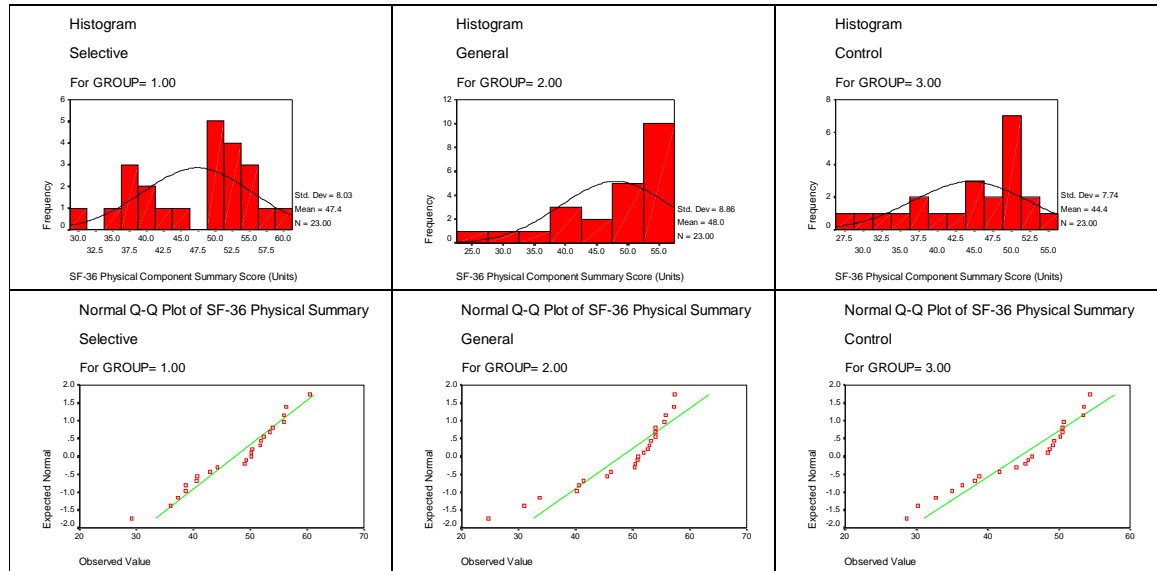 Histogram
Selective
For GROUP= 1.00
6
5
4
3
2
1
0
Frequency
30.0 35.0 40.0 45.0 50.0 55.0 60.0
32.5 37.5 42.5 47.5 52.5 57.5
Std. Dev = 8.03
Mean = 47.4
N = 23.00
SF-36 Physical Component Summary Score (Units)
Histogram
General
For GROUP= 2.00
12
10
8
6
4
2
0
Frequency
25.0 30.0 35.0 40.0 45.0 50.0 55.0
Std. Dev = 8.86
Mean = 48.0
N = 23.00
SF-36 Physical Component Summary Score (Units)
Histogram
Control
For GROUP= 3.00
8
6
4
2
0
Frequency
27.5 32.5 37.5 42.5 47.5 50.0 55.0
30.0 35.0 40.0 45.0 52.5
Std. Dev = 7.74
Mean = 44.4
N = 23.00
SF-36 Physical Component Summary Score (Units)
Normal Q-Q Plot of SF-36 Physical Summary
Selective
For GROUP= 1.00
2.0
1.5
1.0
.5
0.0
-.5
-1.0
-1.5
-2.0
Expected Normal
20 30 40 50 60 70
Observed Value
Normal Q-Q Plot of SF-36 Physical Summary
General
For GROUP= 2.00
2.0
1.5
1.0
.5
0.0
-.5
-1.0
-1.5
-2.0
Expected Normal
20 30 40 50 60 70
Observed Value
Normal Q-Q Plot of SF-36 Physical Summary
Control
For GROUP= 3.00
2.0
1.5
1.0
.5
0.0
-.5
-1.0
-1.5
-2.0
Expected Normal
20 30 40 50 60
Observed Value